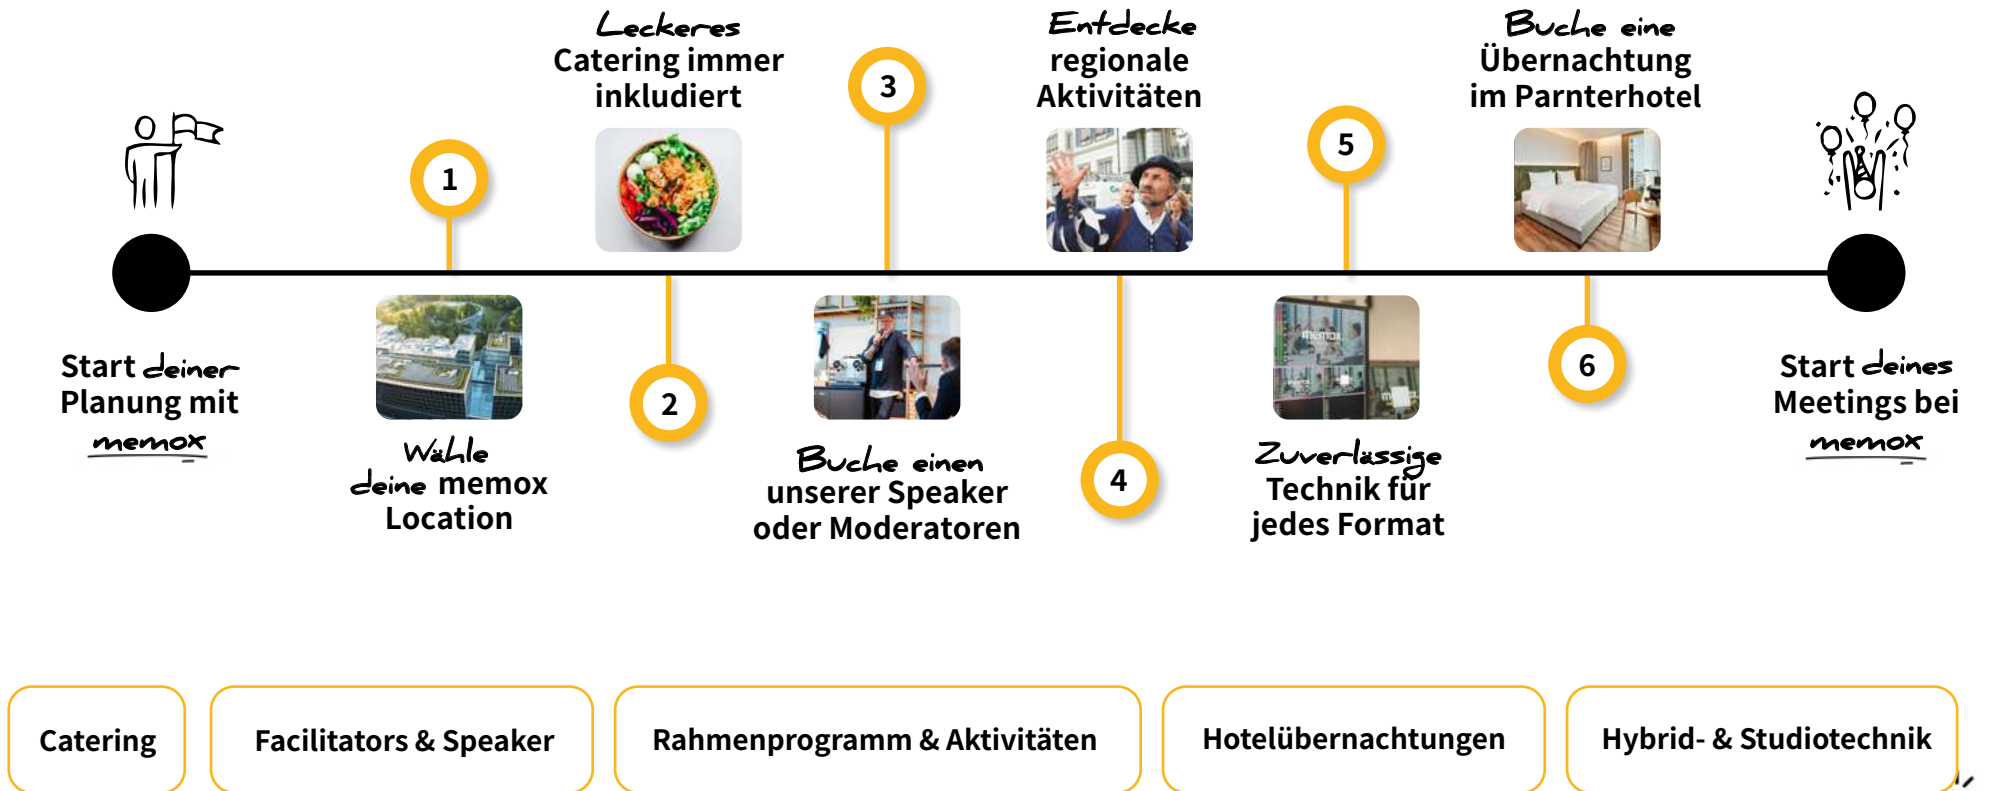 Start deiner
Planung mit
memox
1
Wähle
deine memox
Location
Leckeres
Catering immer
inkludiert
2
3
Buche einen
unserer Speaker
oder Moderatoren
Entdecke
regionale
Aktivitäten
4
5
Zuverlässige
Technik für
jedes Format
memox
Buche eine
Übernachtung
im Parnterhotel
6
Start deines
Meetings bei
memox
Catering
Facilitators & Speaker
Rahmenprogramm & Aktivitäten
Hotelübernachtungen
Hybrid- & Studiotechnik